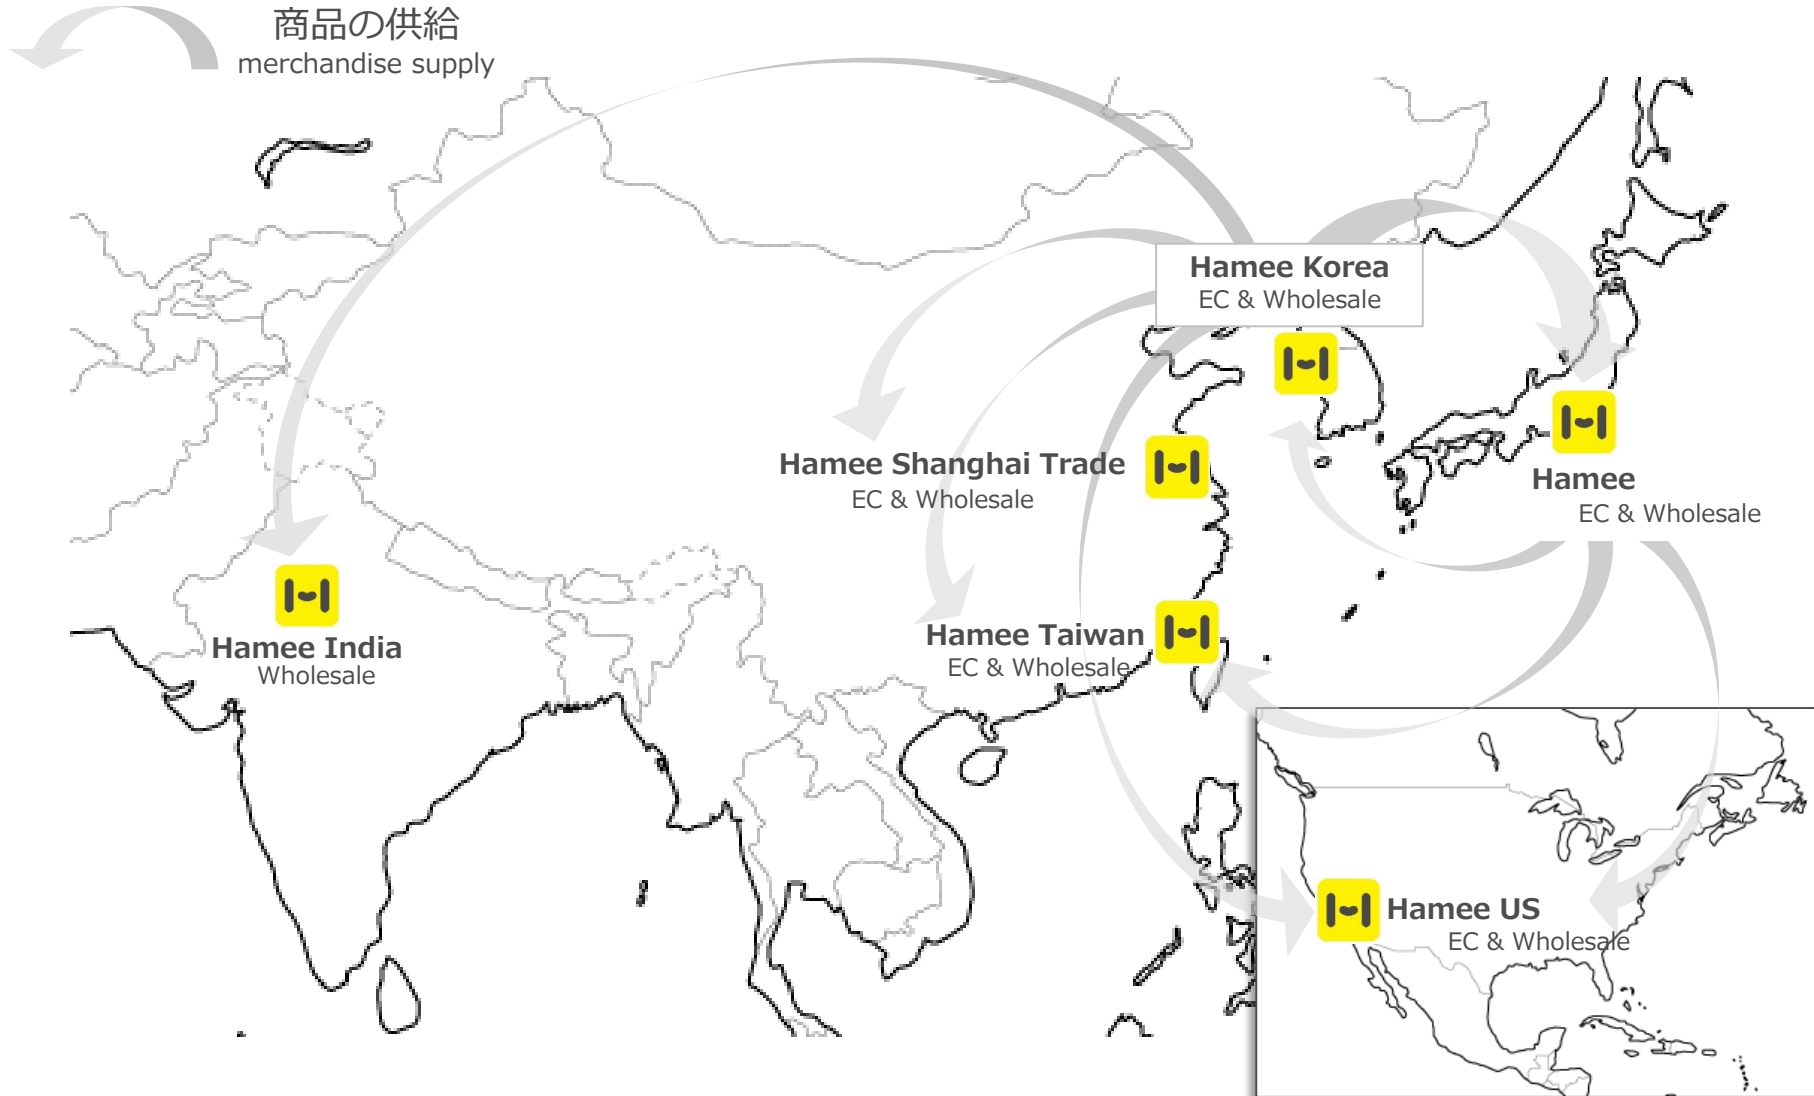 商品の供給
merchandise supply
Hamee Korea
EC & Wholesale
Hamee Shanghai Trade
EC & Wholesale
Hamee
EC & Wholesale
Hamee India
Wholesale
Hamee Taiwan
EC & Wholesale
Hamee US
EC & Wholesale